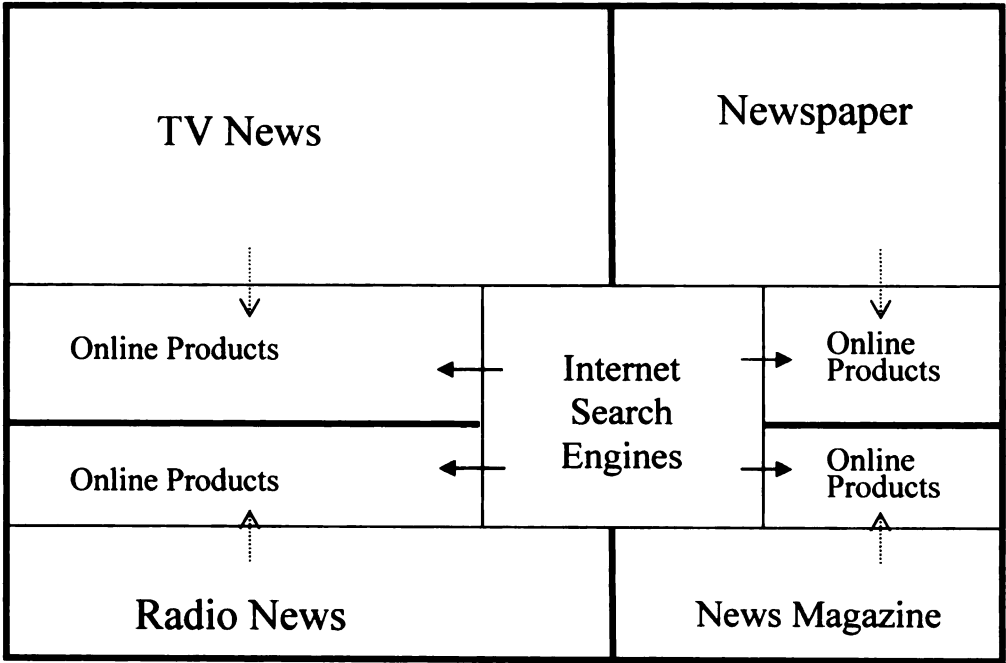 TV News
Newspaper
Online Products
Internet
Search
Engines
Online
Products
Online Products
Online
Products
Radio News
News Magazine